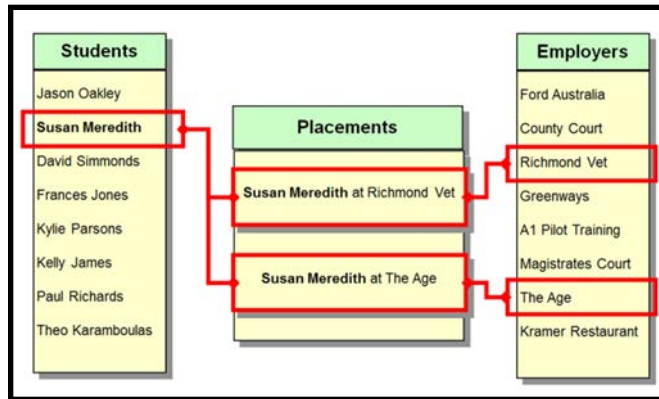 Students
Jason Oakley
Susan Meredith
David Simmonds
Frances Jones
Kylie Parsons
Kelly James
Paul Richards
Theo Karamboulas
Placements
Susan Meredith at Richmond Vet
Susan Meredith at The Age
Employers
Ford Australia
County Court
Richmond Vet
Greenways
A1 Pilot Training
Magistrates Court
The Age
Kramer Restaurant